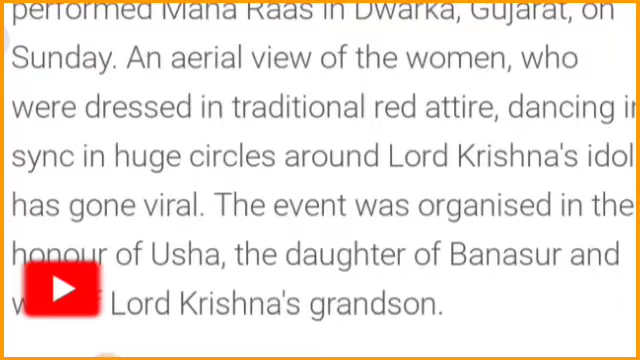 performed Maha Raas in Dwarka, Gujarat, on
Sunday. An aerial view of the women, who
were dressed in traditional red attire, dancing in
sync in huge circles around Lord Krishna's idol
has gone viral. The event was organised in the
honour of Usha, the daughter of Banasur and
Lord Krishna's grandson.